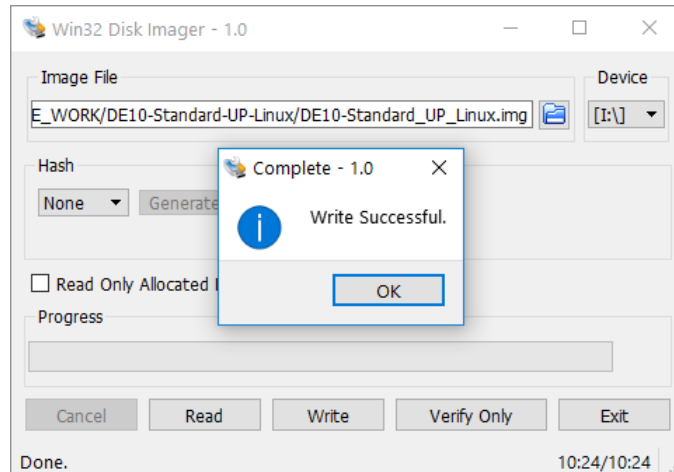 Win32 Disk Imager - 1.0
Image File
Device
E_WORK/DE10-Standard-UP-Linux/DE10-Standard_UP_Linux.img
[I:\]
Hash
None
Generate
Complete - 1.0
Write Successful.
OK
Read Only Allocated
Progress
Cancel Read Write Verify Only Exit
Done. 10:24/10:24